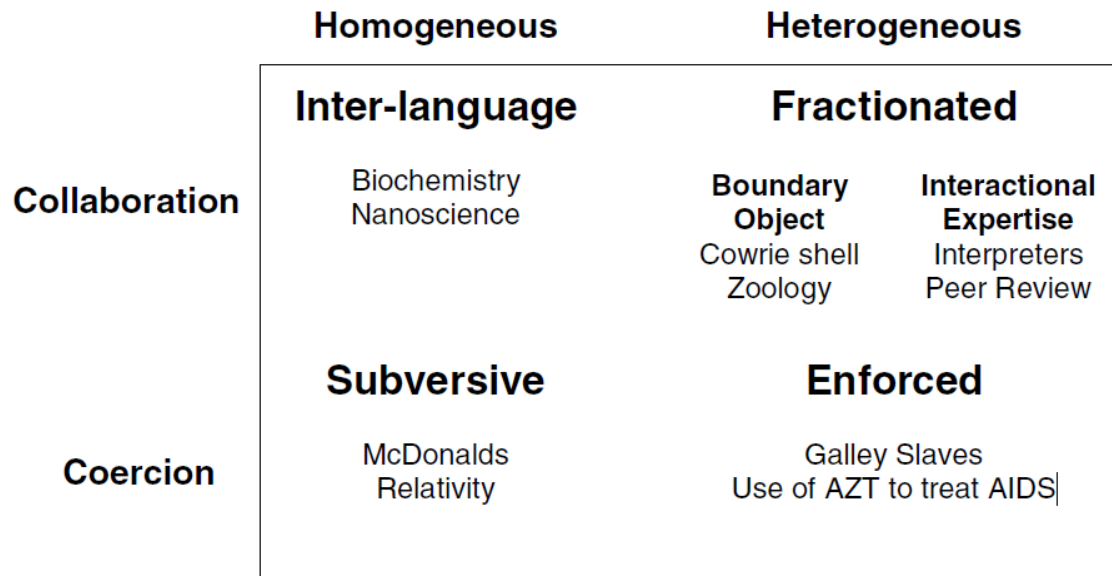 Homogeneous Heterogeneous
Inter-language Fractionated
Collaboration
Biochemistry
Nanoscience
Boundary
Object
Cowrie shell
Zoology
Interactional
Expertise
Interpreters
Peer Review
Subversive Enforced
Coercion
McDonalds
Relativity
Galley Slaves
Use of AZT to treat AIDS